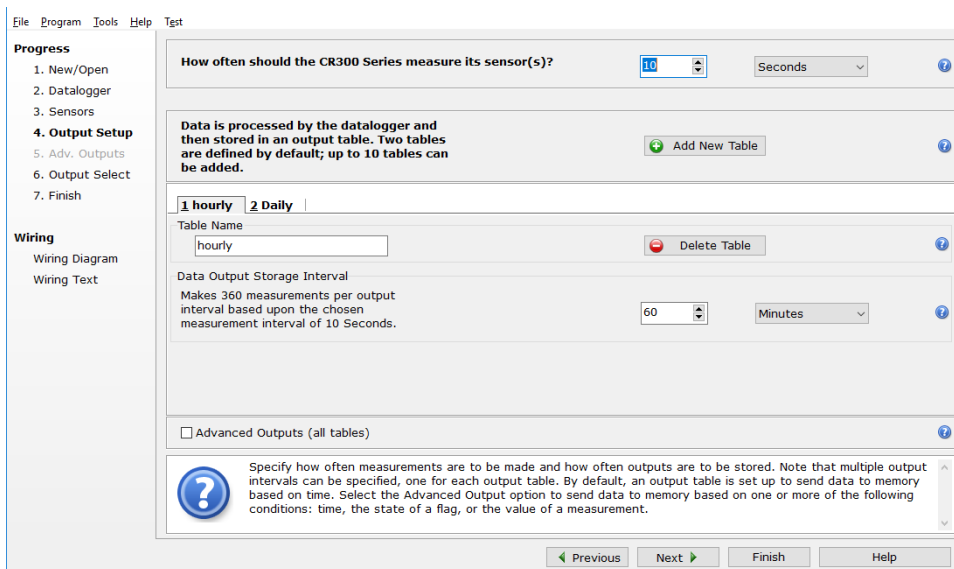 File Program Tools Help Test
Progress
1. New/Open
2. Datalogger
3. Sensors
4. Output Setup
5. Adv. Outputs
6. Output Select
7. Finish
Wiring
Wiring Diagram
Wiring Text
How often should the CR300 Series measure its sensor(s)?
10
Seconds
Data is processed by the datalogger and
then stored in an output table. Two tables
are defined by default; up to 10 tables can
be added.
Add New Table
1 hourly 2 Daily
Table Name
hourly
Delete Table
Data Output Storage Interval
Makes 360 measurements per output
interval based upon the chosen
measurement interval of 10 Seconds.
60
Minutes
Advanced Outputs (all tables)
Specify how often measurements are to be made and how often outputs are to be stored. Note that multiple output
intervals can be specified, one for each output table. By default, an output table is set up to send data to memory
based on time. Select the Advanced Output option to send data to memory based on one or more of the following
conditions: time, the state of a flag, or the value of a measurement.
Previous Next Finish Help